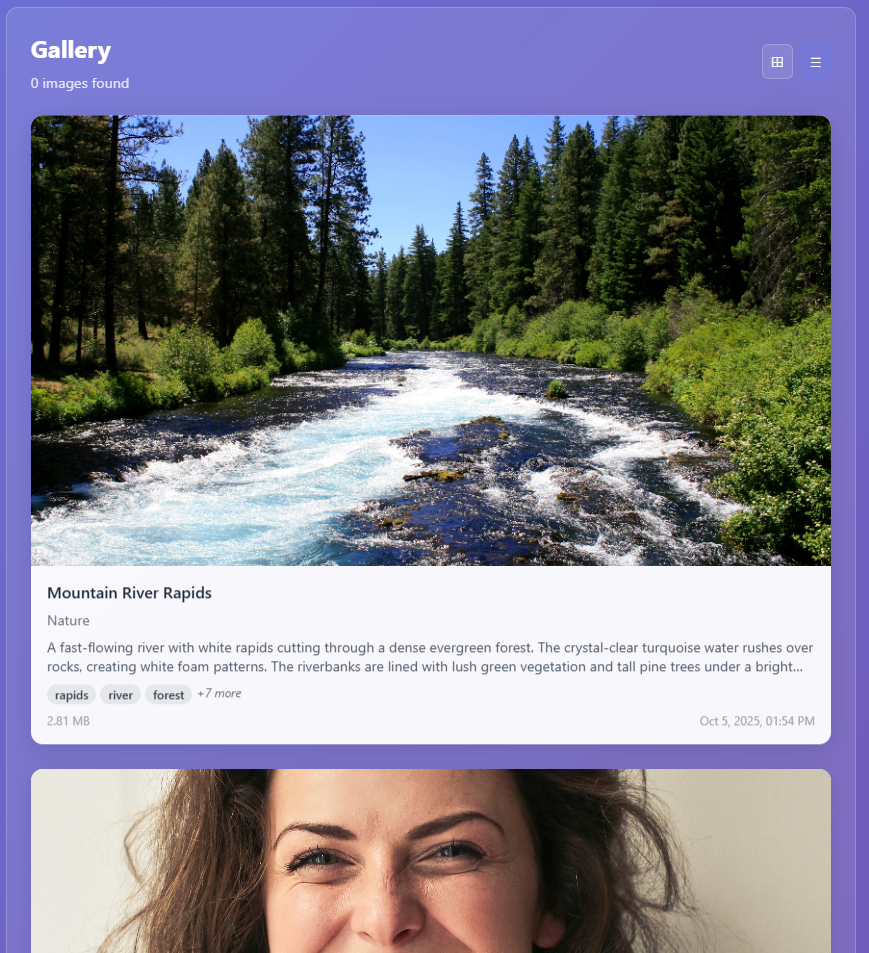 Gallery
0 images found
Mountain River Rapids
Nature
A fast-flowing river with white rapids cutting through a dense evergreen forest. The crystal-clear turquoise water rushes over
rocks, creating white foam patterns. The riverbanks are lined with lush green vegetation and tall pine trees under a bright...
rapids river forest +7 more
2.81 MB Oct 5, 2025, 01:54 PM